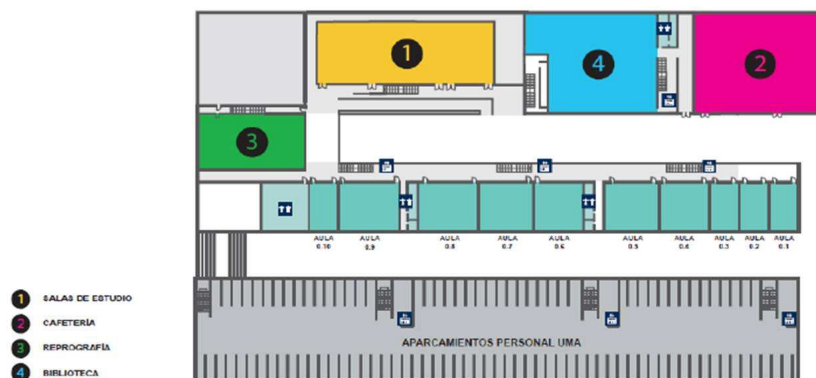 1
4
2
3
AULA 0.10
AULA 0.9
AULA 0.8
AULA 0.7
AULA 0.6
AULA 0.5
AULA 0.4
AULA 0.3
AULA 0.2
AULA 0.1
1 SALAS DE ESTUDIO
2 CAFETERÍA
3 REPROGRAFÍA
4 BIBLIOTECA
APARCAMIENTOS PERSONAL UMA